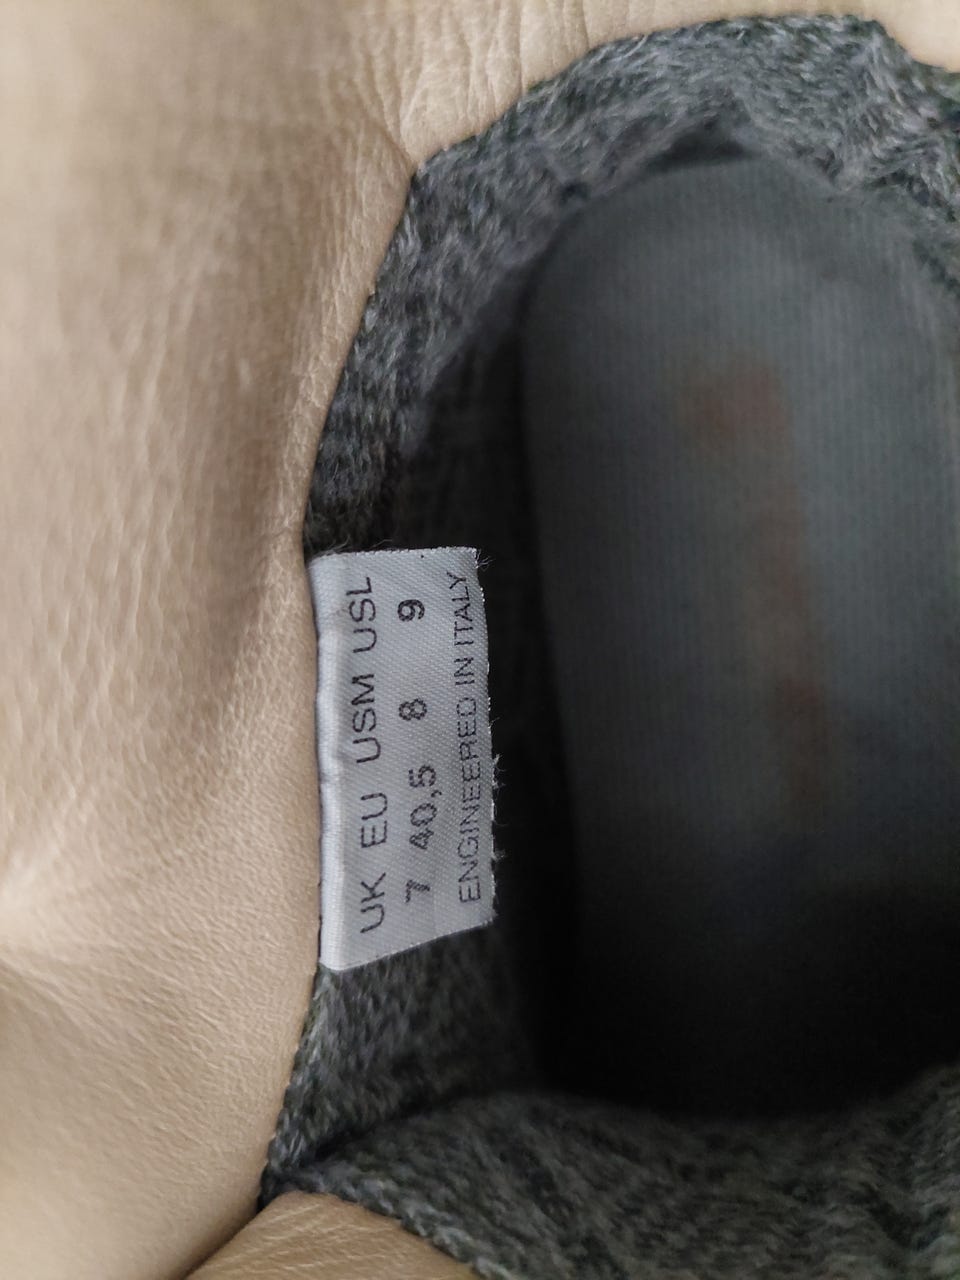 UK EU USM USL
7 40,5 8 9
ENGINEERED IN ITALY